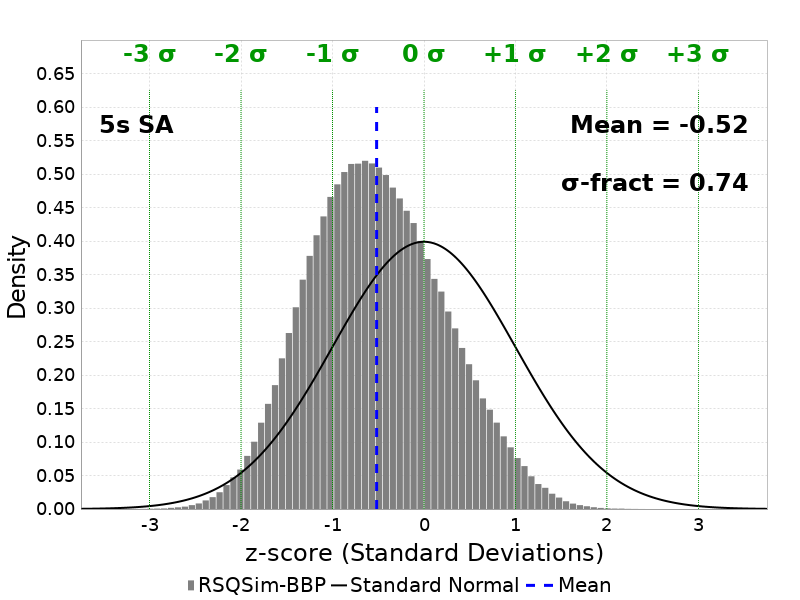 -3 σ -2 σ -1 σ 0 σ +1 σ +2 σ +3 σ
5s SA
Mean = -0.52
σ-fract = 0.74
0.65
0.60
0.55
0.50
0.45
0.40
0.35
0.30
0.25
0.20
0.15
0.10
0.05
0.00
Density
-3 -2 -1 0 1 2 3
z-score (Standard Deviations)
RSQSim-BBP Standard Normal Mean